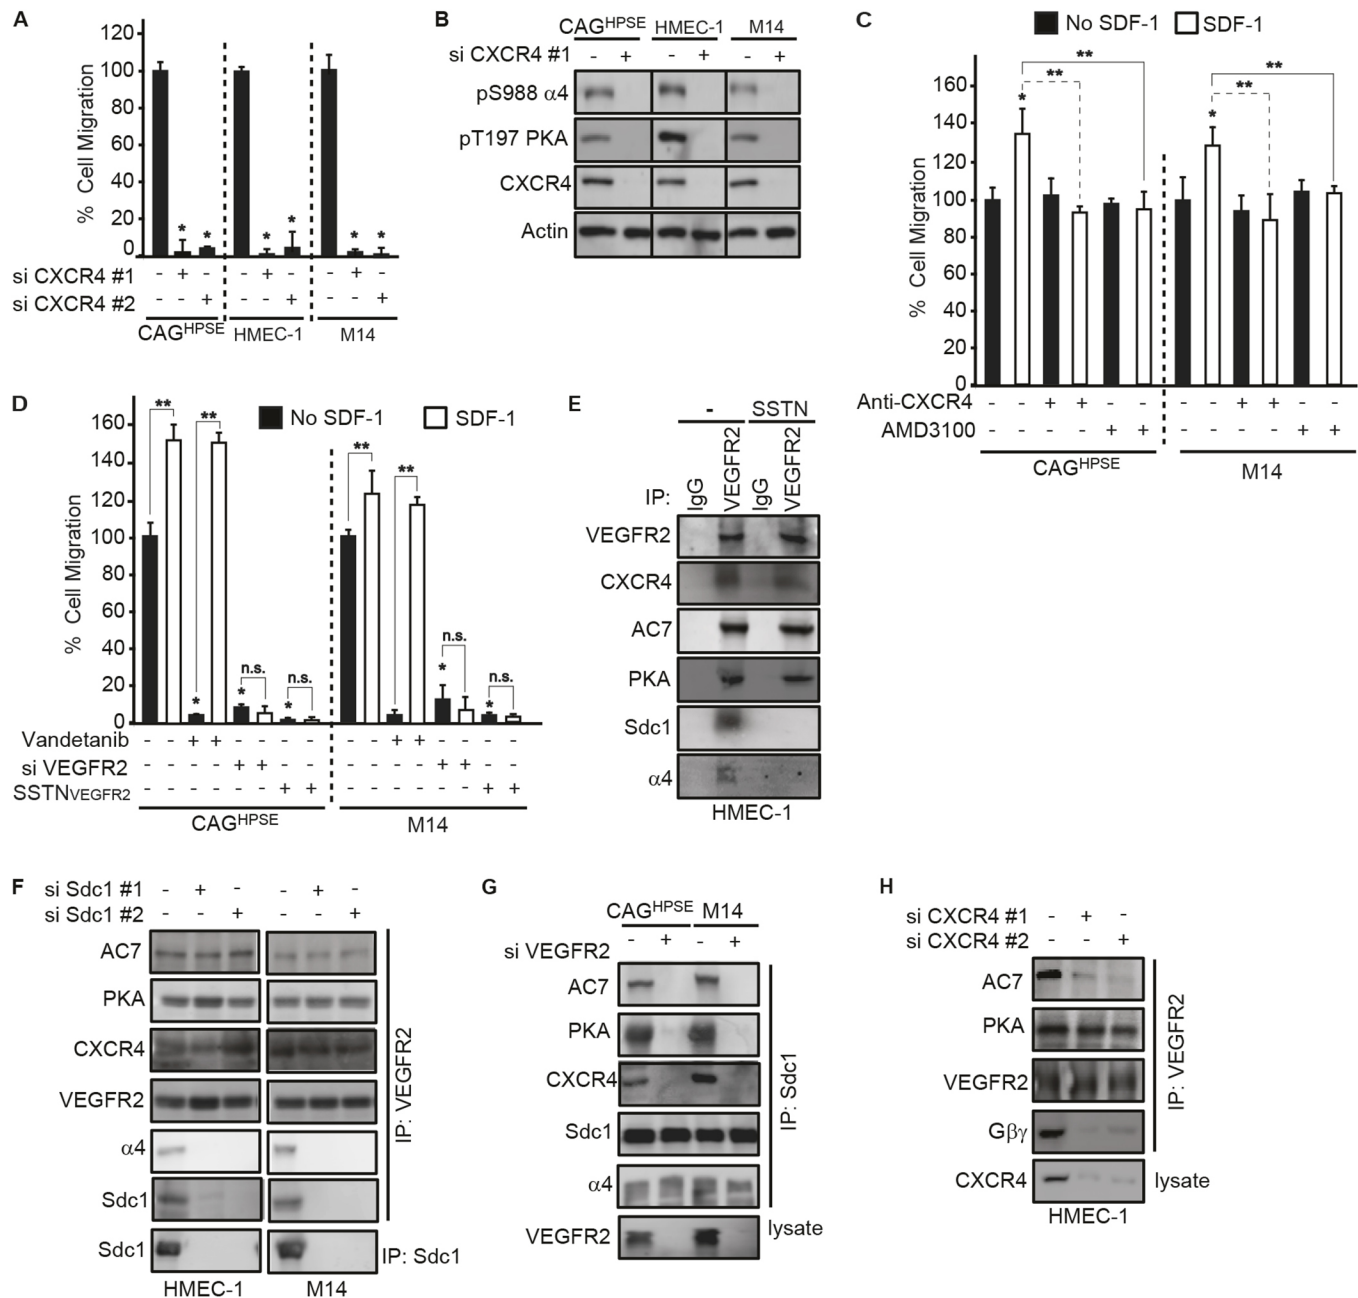 A
120
100
80
60
40
20
0
% Cell Migration
* * * * * *
si CXCR4 #1 - + - - + - - + -
si CXCR4 #2 - - + - - + - - +
CAGHPSE HMEC-1 M14
B
CAGHPSE HMEC-1 M14
si CXCR4 #1 - + - + - +
pS988 α4
pT197 PKA
CXCR4
Actin
C
No SDF-1 SDF-1
160
140
120
100
80
60
40
20
0
% Cell Migration
** ** * ** ** *
Anti-CXCR4 - - + + - - - - + + - -
AMD3100 - - - - + + - - - - + +
CAGHPSE M14
D
No SDF-1 SDF-1
160
140
120
100
80
60
40
20
0
% Cell Migration
** ** * * n.s. * n.s. ** ** * n.s. * n.s.
Vandetanib - - + + - - - - - - + + - - - -
si VEGFR2 - - - - + + - - - - - - + + - -
SSTNVEGFR2 - - - - - - + + - - - - - - + +
CAGHPSE M14
E
- SSTN
IP: IgG VEGFR2 IgG VEGFR2
VEGFR2
CXCR4
AC7
PKA
Sdc1
α4
HMEC-1
F
si Sdc1 #1 - + - - + -
si Sdc1 #2 - - + - - +
AC7
PKA
CXCR4
VEGFR2
α4
Sdc1
IP: VEGFR2
Sdc1 IP: Sdc1
HMEC-1 M14
G
CAGHPSE M14
si VEGFR2 - + - +
AC7
PKA
CXCR4
Sdc1
α4
IP: Sdc1
VEGFR2 lysate
H
si CXCR4 #1 - + -
si CXCR4 #2 - - +
AC7
PKA
VEGFR2
Gβγ
IP: VEGFR2
CXCR4 lysate
HMEC-1